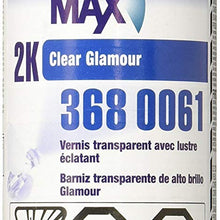 MAX
2K Clear Glamour
368 0061
Vernis transparent avec lustre
éclatant
Barniz transparente de alto brillo
Glamour